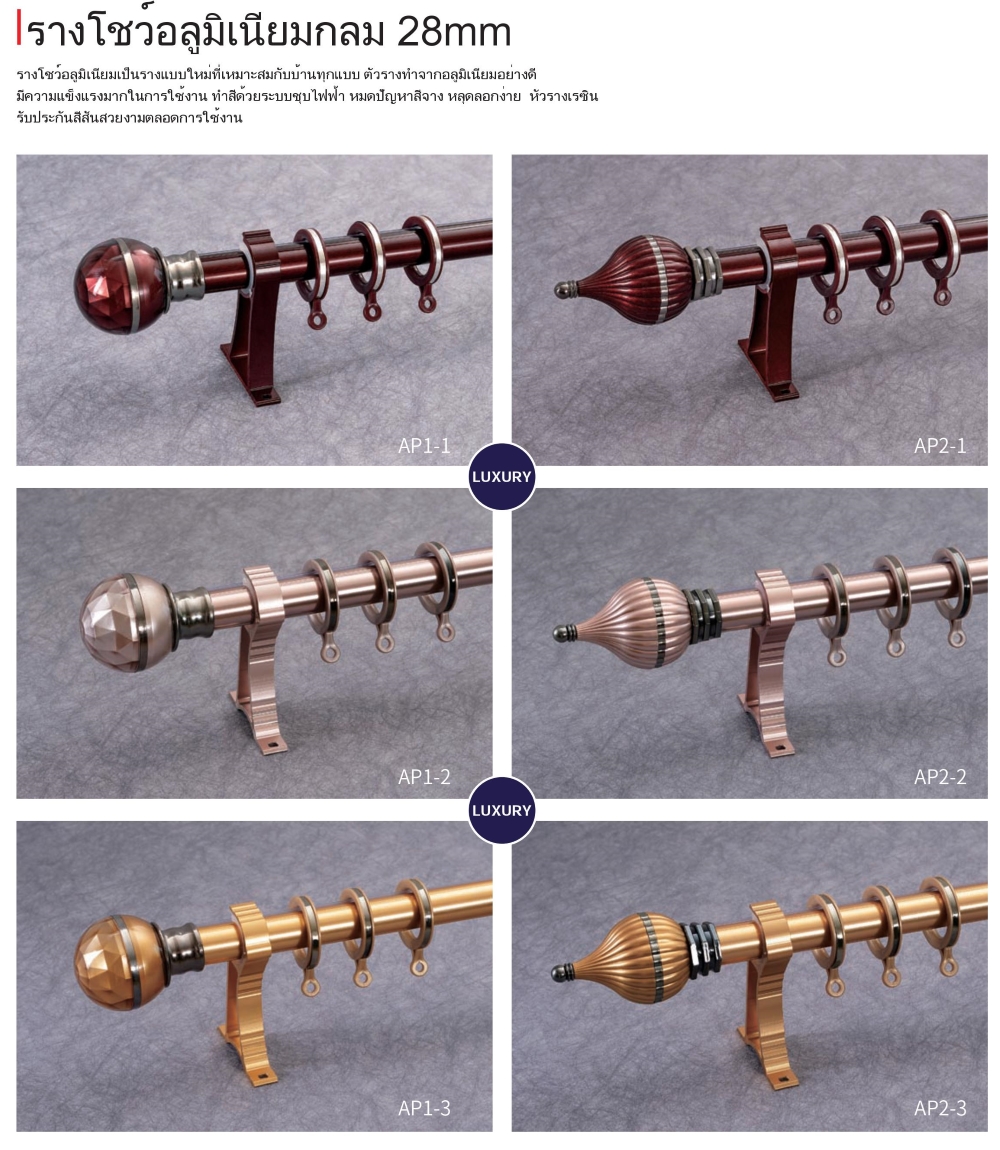 รางโชว์อลูมิเนียมกลม 28mm
รางโชว์อลูมิเนียมเป็นรางแบบใหม่ที่เหมาะสมกับบ้านทุกแบบ ตัวรางทำจากอลูมิเนียมอย่างดี
มีความแข็งแรงมากในการใช้งาน ทำสีด้วยระบบชุบไฟฟ้า หมดปัญหาสีจาง หลุดลอกง่าย หัวรางเรซิน
รับประกันสีสันสวยงามตลอดการใช้งาน
AP1-1
AP2-1
LUXURY
AP1-2
AP2-2
LUXURY
AP1-3
AP2-3